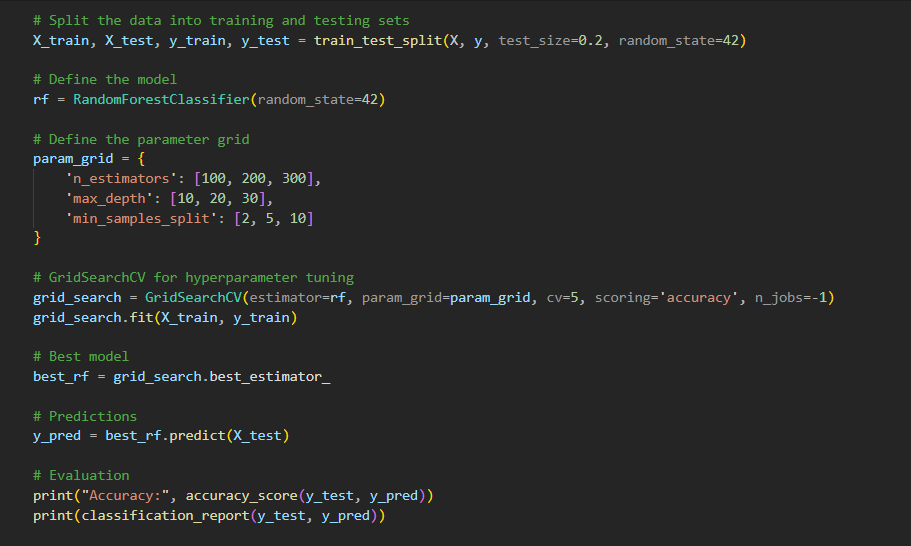 # Split the data into training and testing sets
X_train, X_test, y_train, y_test = train_test_split(X, y, test_size=0.2, random_state=42)
# Define the model
rf = RandomForestClassifier(random_state=42)
# Define the parameter grid
param_grid = {
    'n_estimators': [100, 200, 300],
    'max_depth': [10, 20, 30],
    'min_samples_split': [2, 5, 10]
}
# GridSearchCV for hyperparameter tuning
grid_search = GridSearchCV(estimator=rf, param_grid=param_grid, cv=5, scoring='accuracy', n_jobs=-1)
grid_search.fit(X_train, y_train)
# Best model
best_rf = grid_search.best_estimator_
# Predictions
y_pred = best_rf.predict(X_test)
# Evaluation
print("Accuracy:", accuracy_score(y_test, y_pred))
print(classification_report(y_test, y_pred))